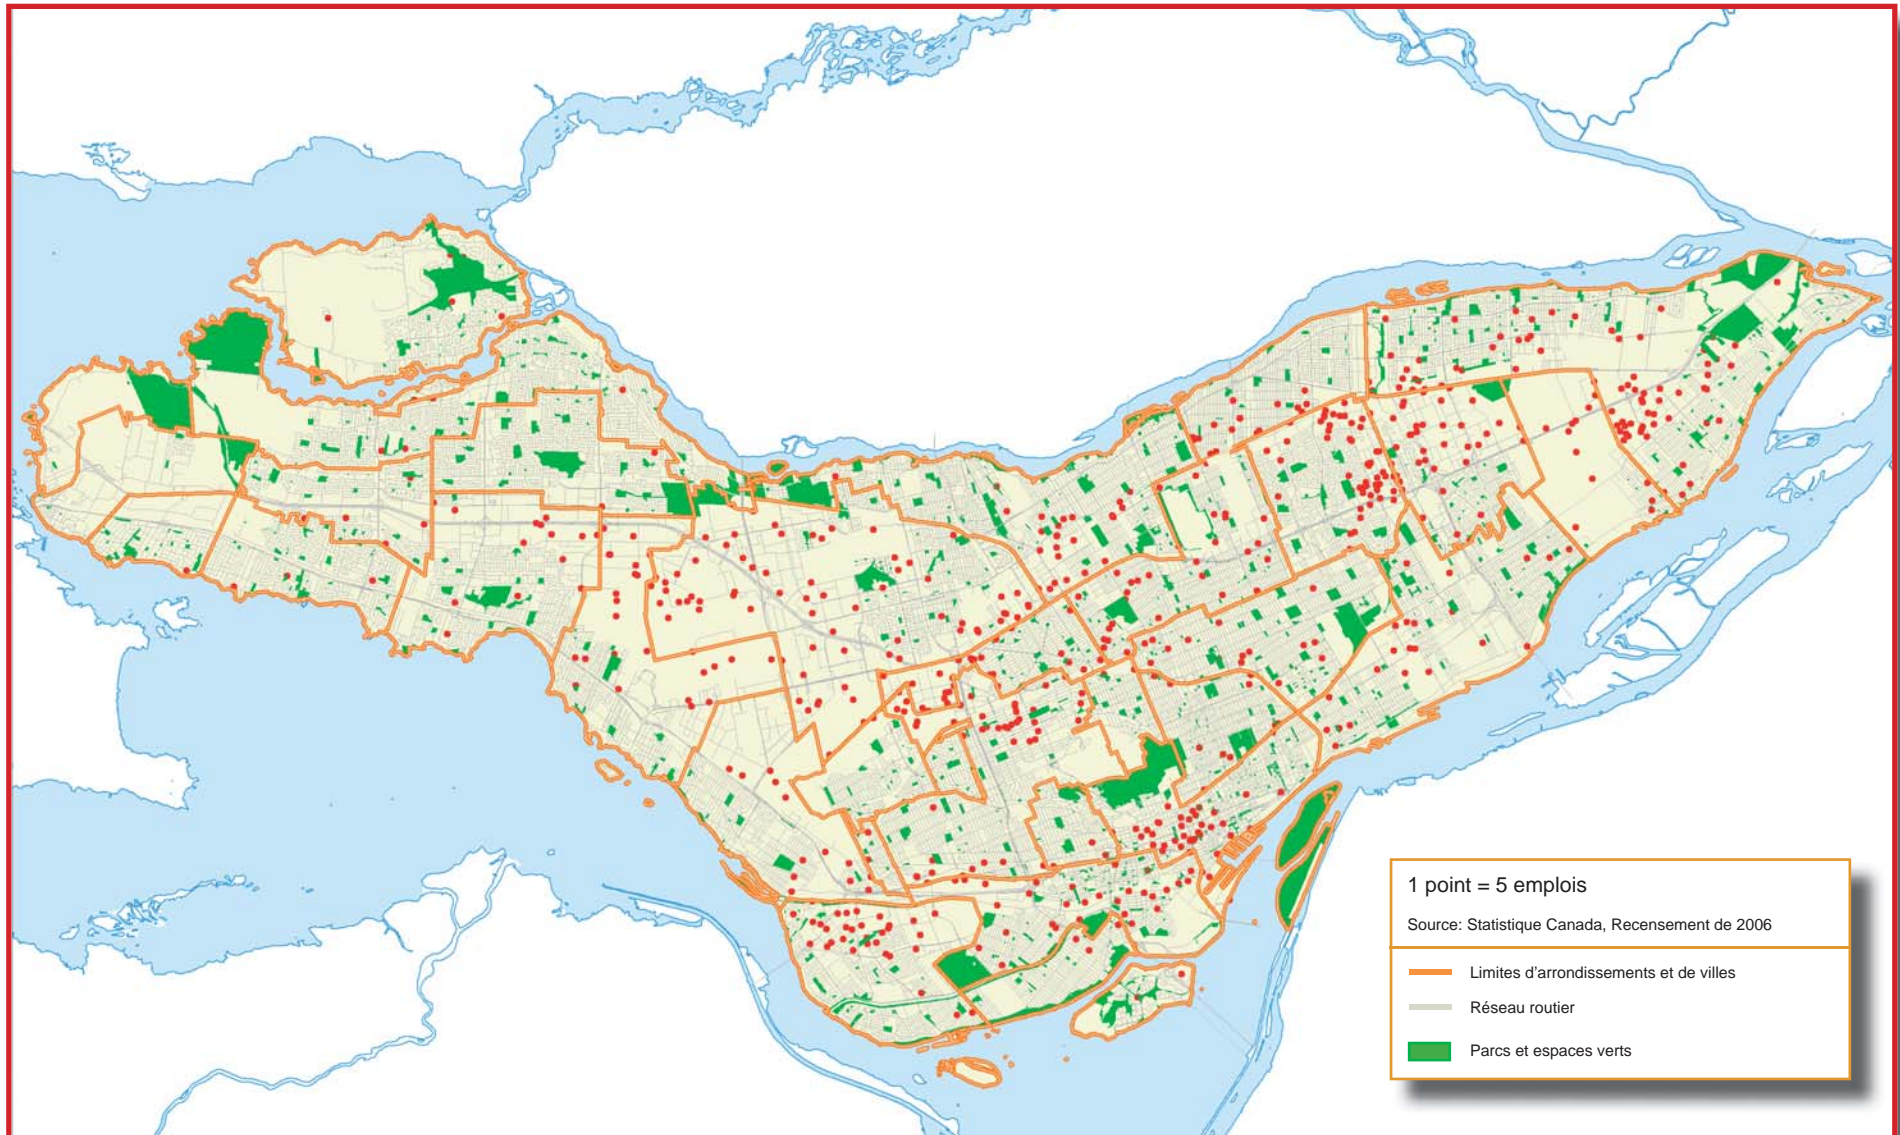 1 point = 5 emplois
Source: Statistique Canada, Recensement de 2006
Limites d'arrondissements et de villes
Réseau routier
Parcs et espaces verts